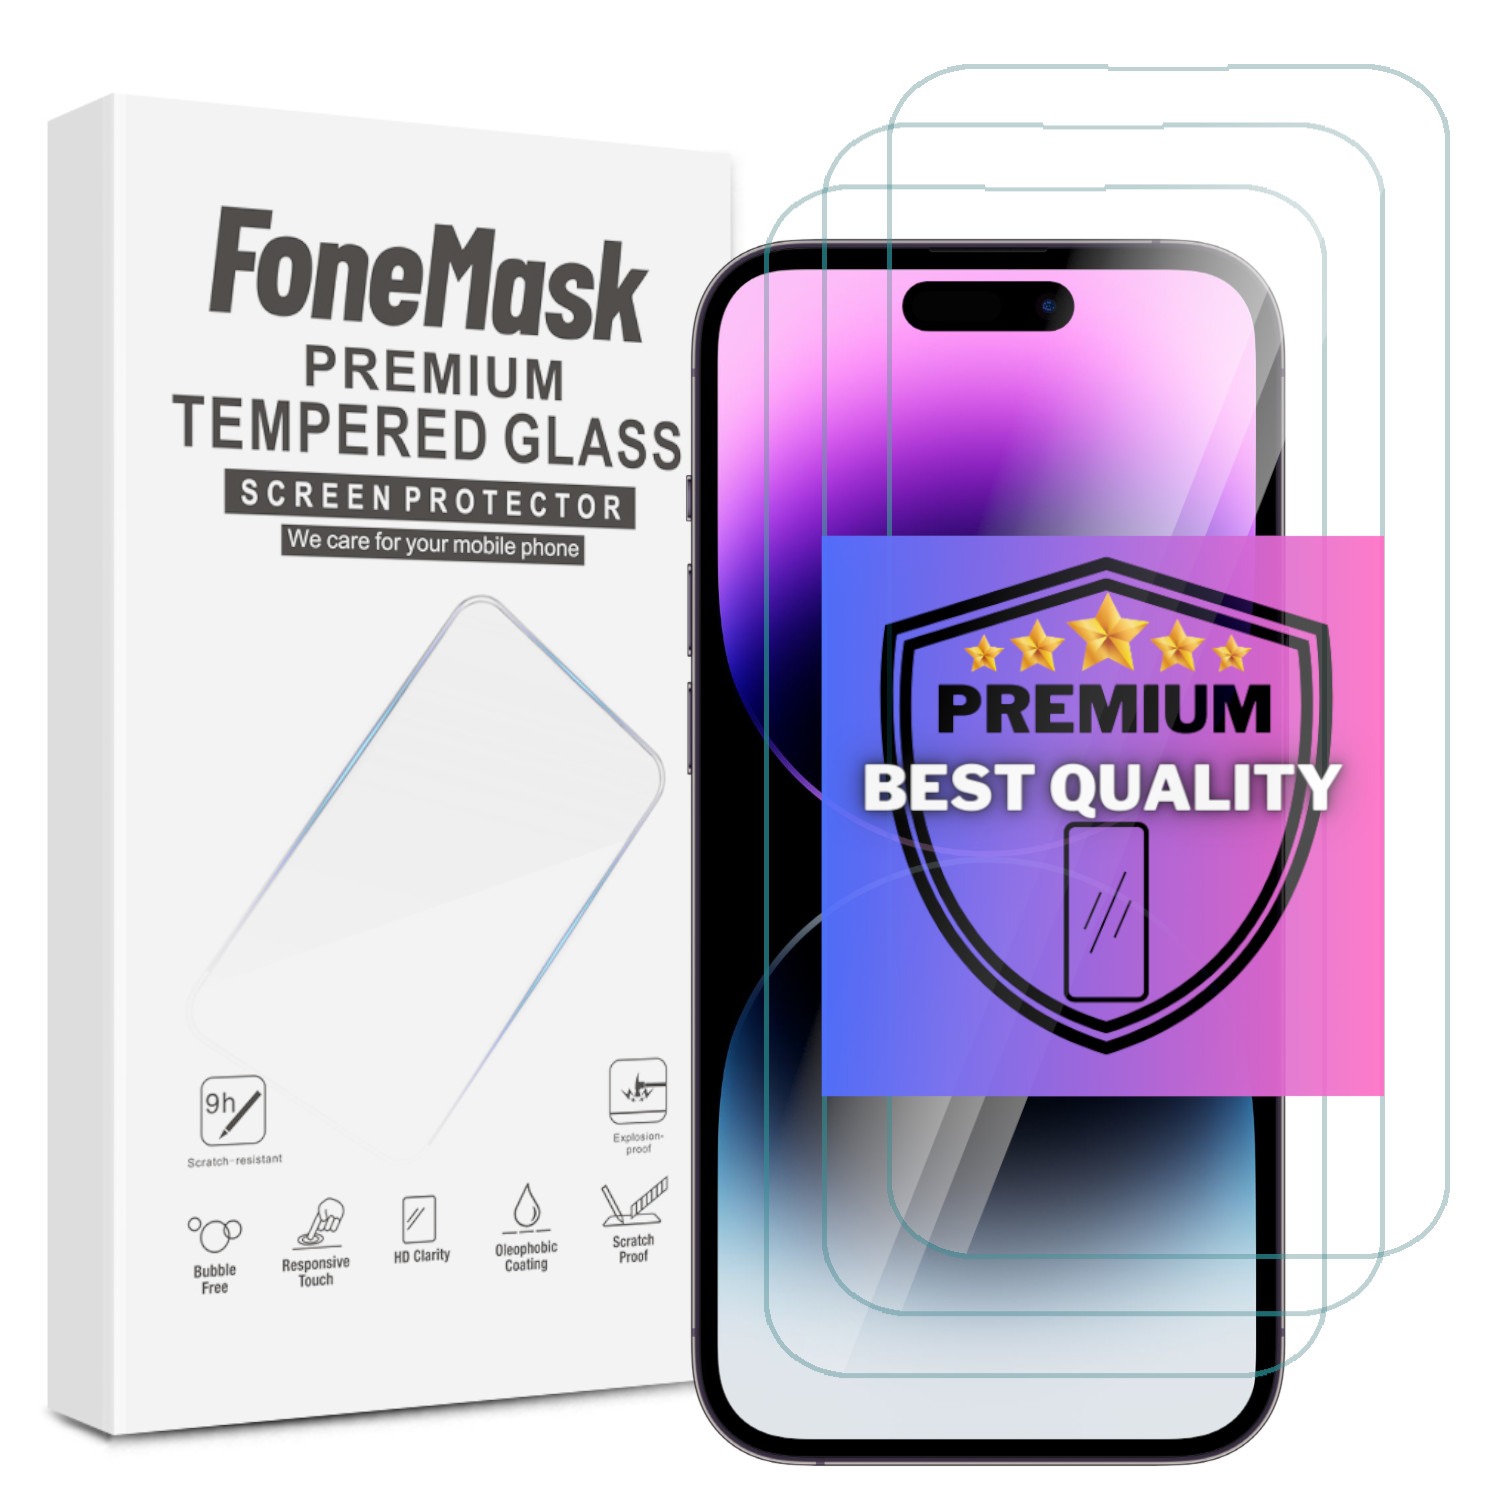 FoneMask
PREMIUM
TEMPERED GLASS
SCREEN PROTECTOR
We care for your mobile phone
9h
Scratch-resistant
Explosion-
proof
Bubble
Free
Responsive
Touch
HD Clarity
Oleophobic
Coating
Scratch
Proof
PREMIUM
BEST QUALITY